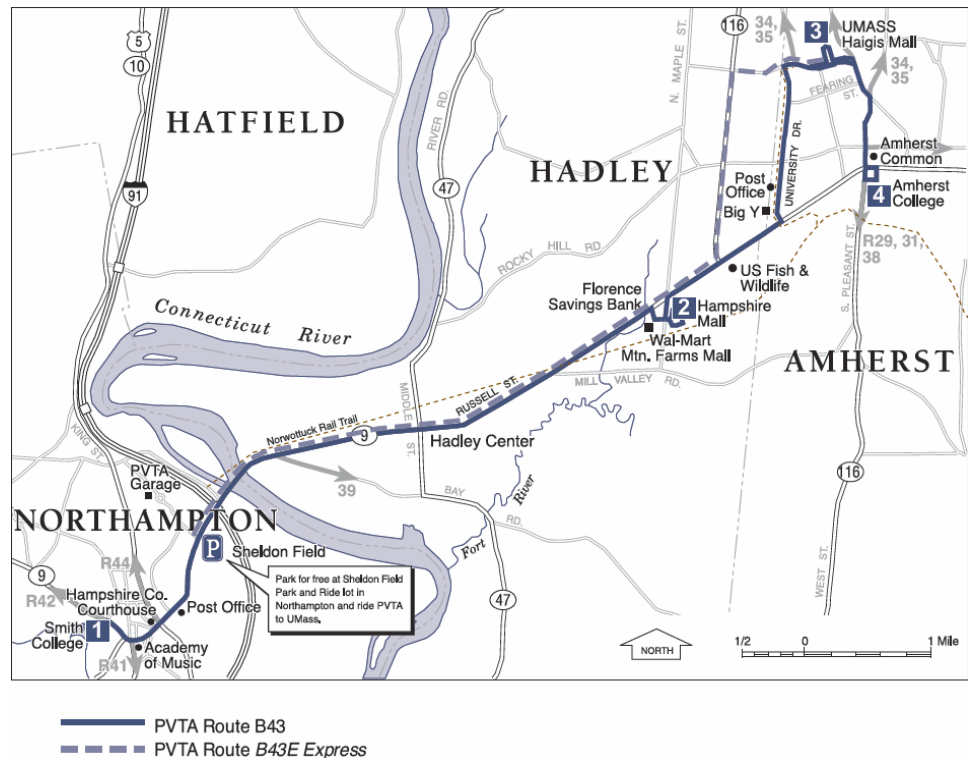 5
10
HATFIELD
RIVER RD.
47
N. MAPLE ST.
116
34,
35
3
UMASS
Haigis Mall
34,
35
FEARING
ST.
HADLEY
91
Post
Office
Big Y
UNIVERSITY DR.
Amherst
Common
4
Amherst
College
R29, 31,
38
ROCKY HILL RD.
US Fish &
Wildlife
S. PLEASANT ST.
Florence
Savings Bank
2
Hampshire
Mall
Wal-Mart
Mtn. Farms Mall
Connecticut River
AMHERST
MILL VALLEY RD.
RUSSELL ST.
MIDDLE ST.
Norwottuck Rail Trail
9
Hadley Center
KING ST.
PVTA
Garage
39
BAY
RD.
Fort River
116
WEST ST.
NORTHAMPTON
P
Sheldon Field
Park for free at Sheldon Field
Park and Ride lot in
Northampton and ride PVTA
to UMass.
9
R44
R42
Hampshire Co.
Courthouse
Post Office
Smith
College
1
R41
Academy
of Music
47
NORTH
1/2 0 1 Mile
PVTA Route B43
PVTA Route B43E Express